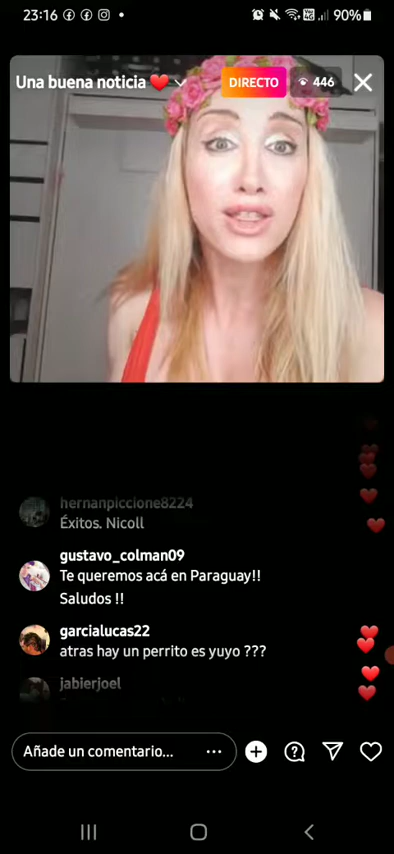 23:16
90%
Una buena noticia ❤️
DIRECTO
446
hernanpiccione8224
Éxitos. Nicoll
gustavo_colman09
Te queremos acá en Paraguay!!
Saludos !!
garcialucas22
atras hay un perrito es yuyo ???
jabierjoel
Añade un comentario...